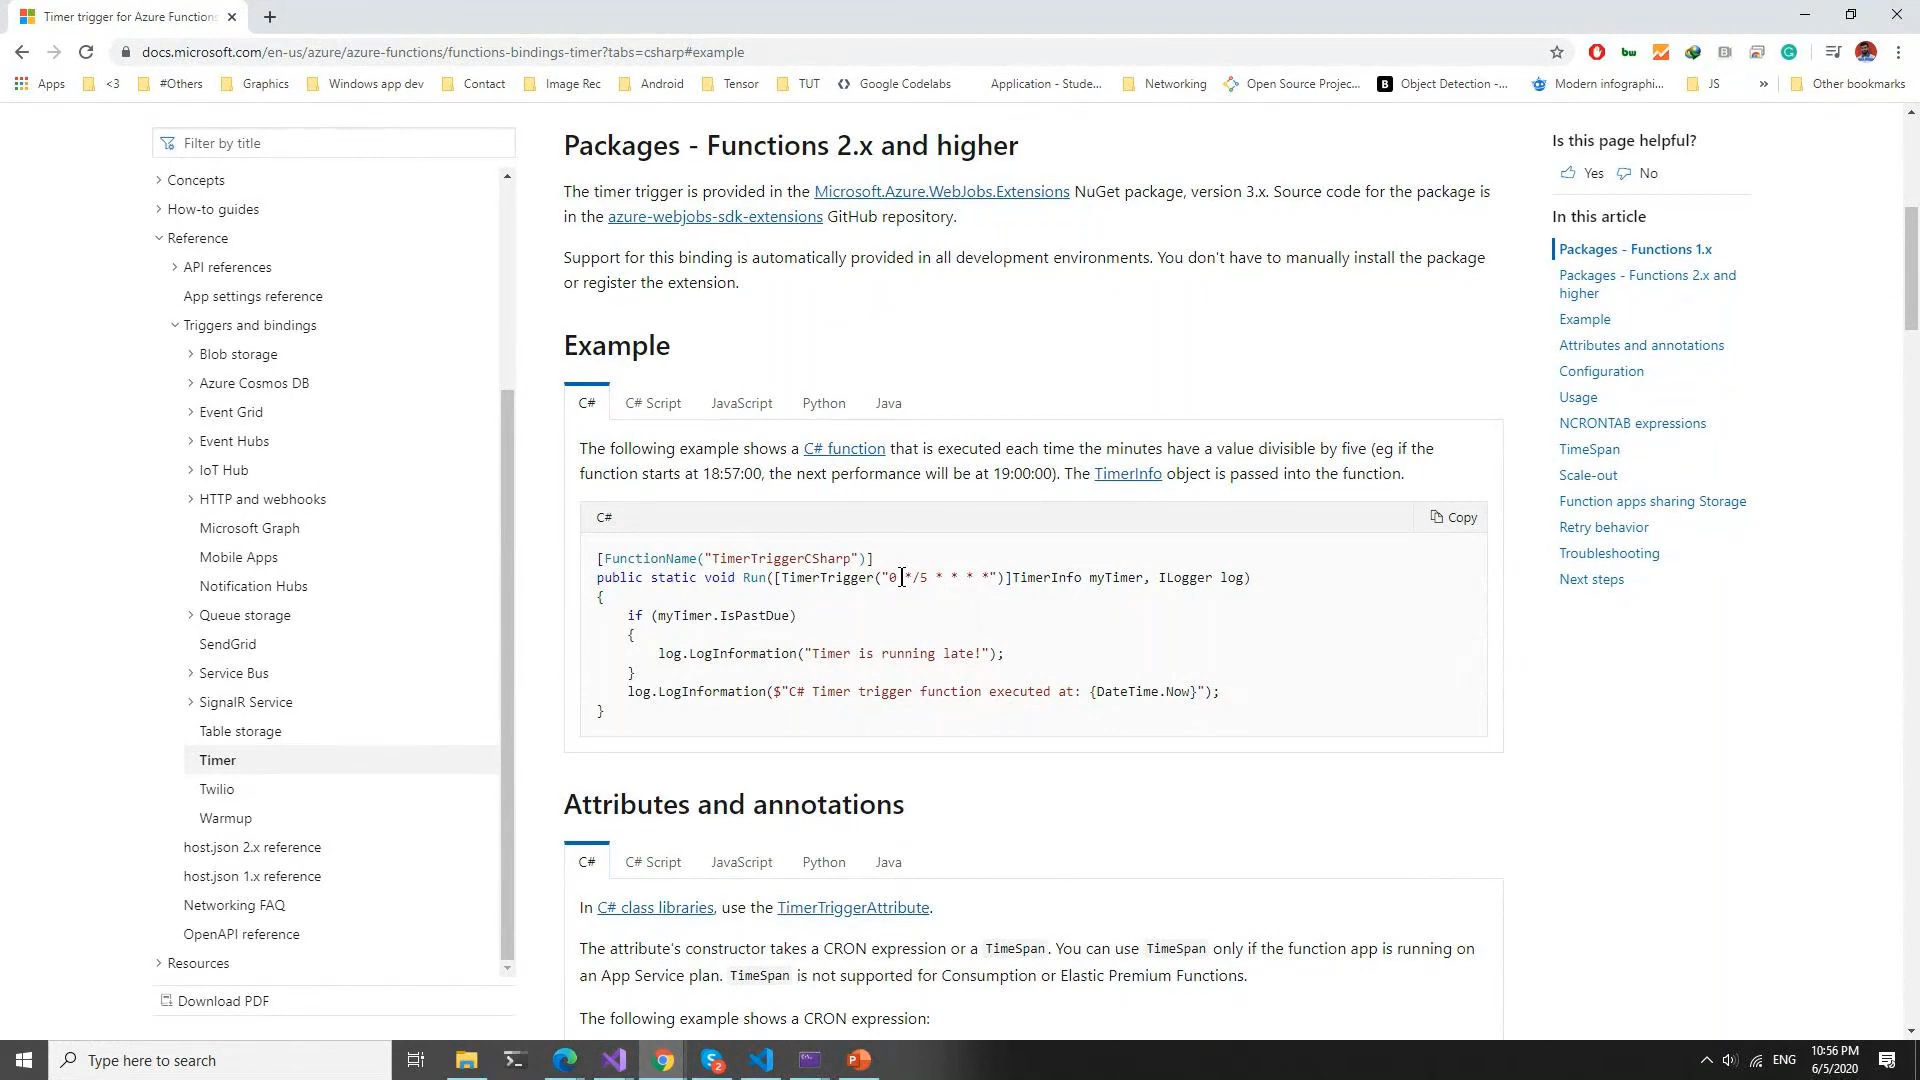 Timer trigger for Azure Functions
docs.microsoft.com/en-us/azure/azure-functions/functions-bindings-timer?tabs=csharp#example
Apps
<3
#Others
Graphics
Windows app dev
Contact
Image Rec
Android
Tensor
TUT
Google Codelabs
Application - Stude...
Networking
Open Source Projec...
Object Detection -...
Modern infographi...
JS
»
Other bookmarks
Filter by title
Concepts
How-to guides
Reference
API references
App settings reference
Triggers and bindings
Blob storage
Azure Cosmos DB
Event Grid
Event Hubs
IoT Hub
HTTP and webhooks
Microsoft Graph
Mobile Apps
Notification Hubs
Queue storage
SendGrid
Service Bus
SignalR Service
Table storage
Timer
Twilio
Warmup
host.json 2.x reference
host.json 1.x reference
Networking FAQ
OpenAPI reference
Resources
Download PDF
Packages - Functions 2.x and higher
The timer trigger is provided in the Microsoft.Azure.WebJobs.Extensions NuGet package, version 3.x. Source code for the package is
in the azure-webjobs-sdk-extensions GitHub repository.
Support for this binding is automatically provided in all development environments. You don't have to manually install the package
or register the extension.
Example
C# C# Script JavaScript Python Java
The following example shows a C# function that is executed each time the minutes have a value divisible by five (eg if the
function starts at 18:57:00, the next performance will be at 19:00:00). The TimerInfo object is passed into the function.
C# Copy
[FunctionName("TimerTriggerCSharp")]
public static void Run([TimerTrigger("0 */5 * * * *")]TimerInfo myTimer, ILogger log)
{
if (myTimer.IsPastDue)
{
log.LogInformation("Timer is running late!");
}
log.LogInformation($"C# Timer trigger function executed at: {DateTime.Now}");
}
Attributes and annotations
C# C# Script JavaScript Python Java
In C# class libraries, use the TimerTriggerAttribute.
The attribute's constructor takes a CRON expression or a TimeSpan. You can use TimeSpan only if the function app is running on
an App Service plan. TimeSpan is not supported for Consumption or Elastic Premium Functions.
The following example shows a CRON expression:
Is this page helpful?
Yes No
In this article
Packages - Functions 1.x
Packages - Functions 2.x and
higher
Example
Attributes and annotations
Configuration
Usage
NCRONTAB expressions
TimeSpan
Scale-out
Function apps sharing Storage
Retry behavior
Troubleshooting
Next steps
Type here to search
ENG
10:56 PM
6/5/2020